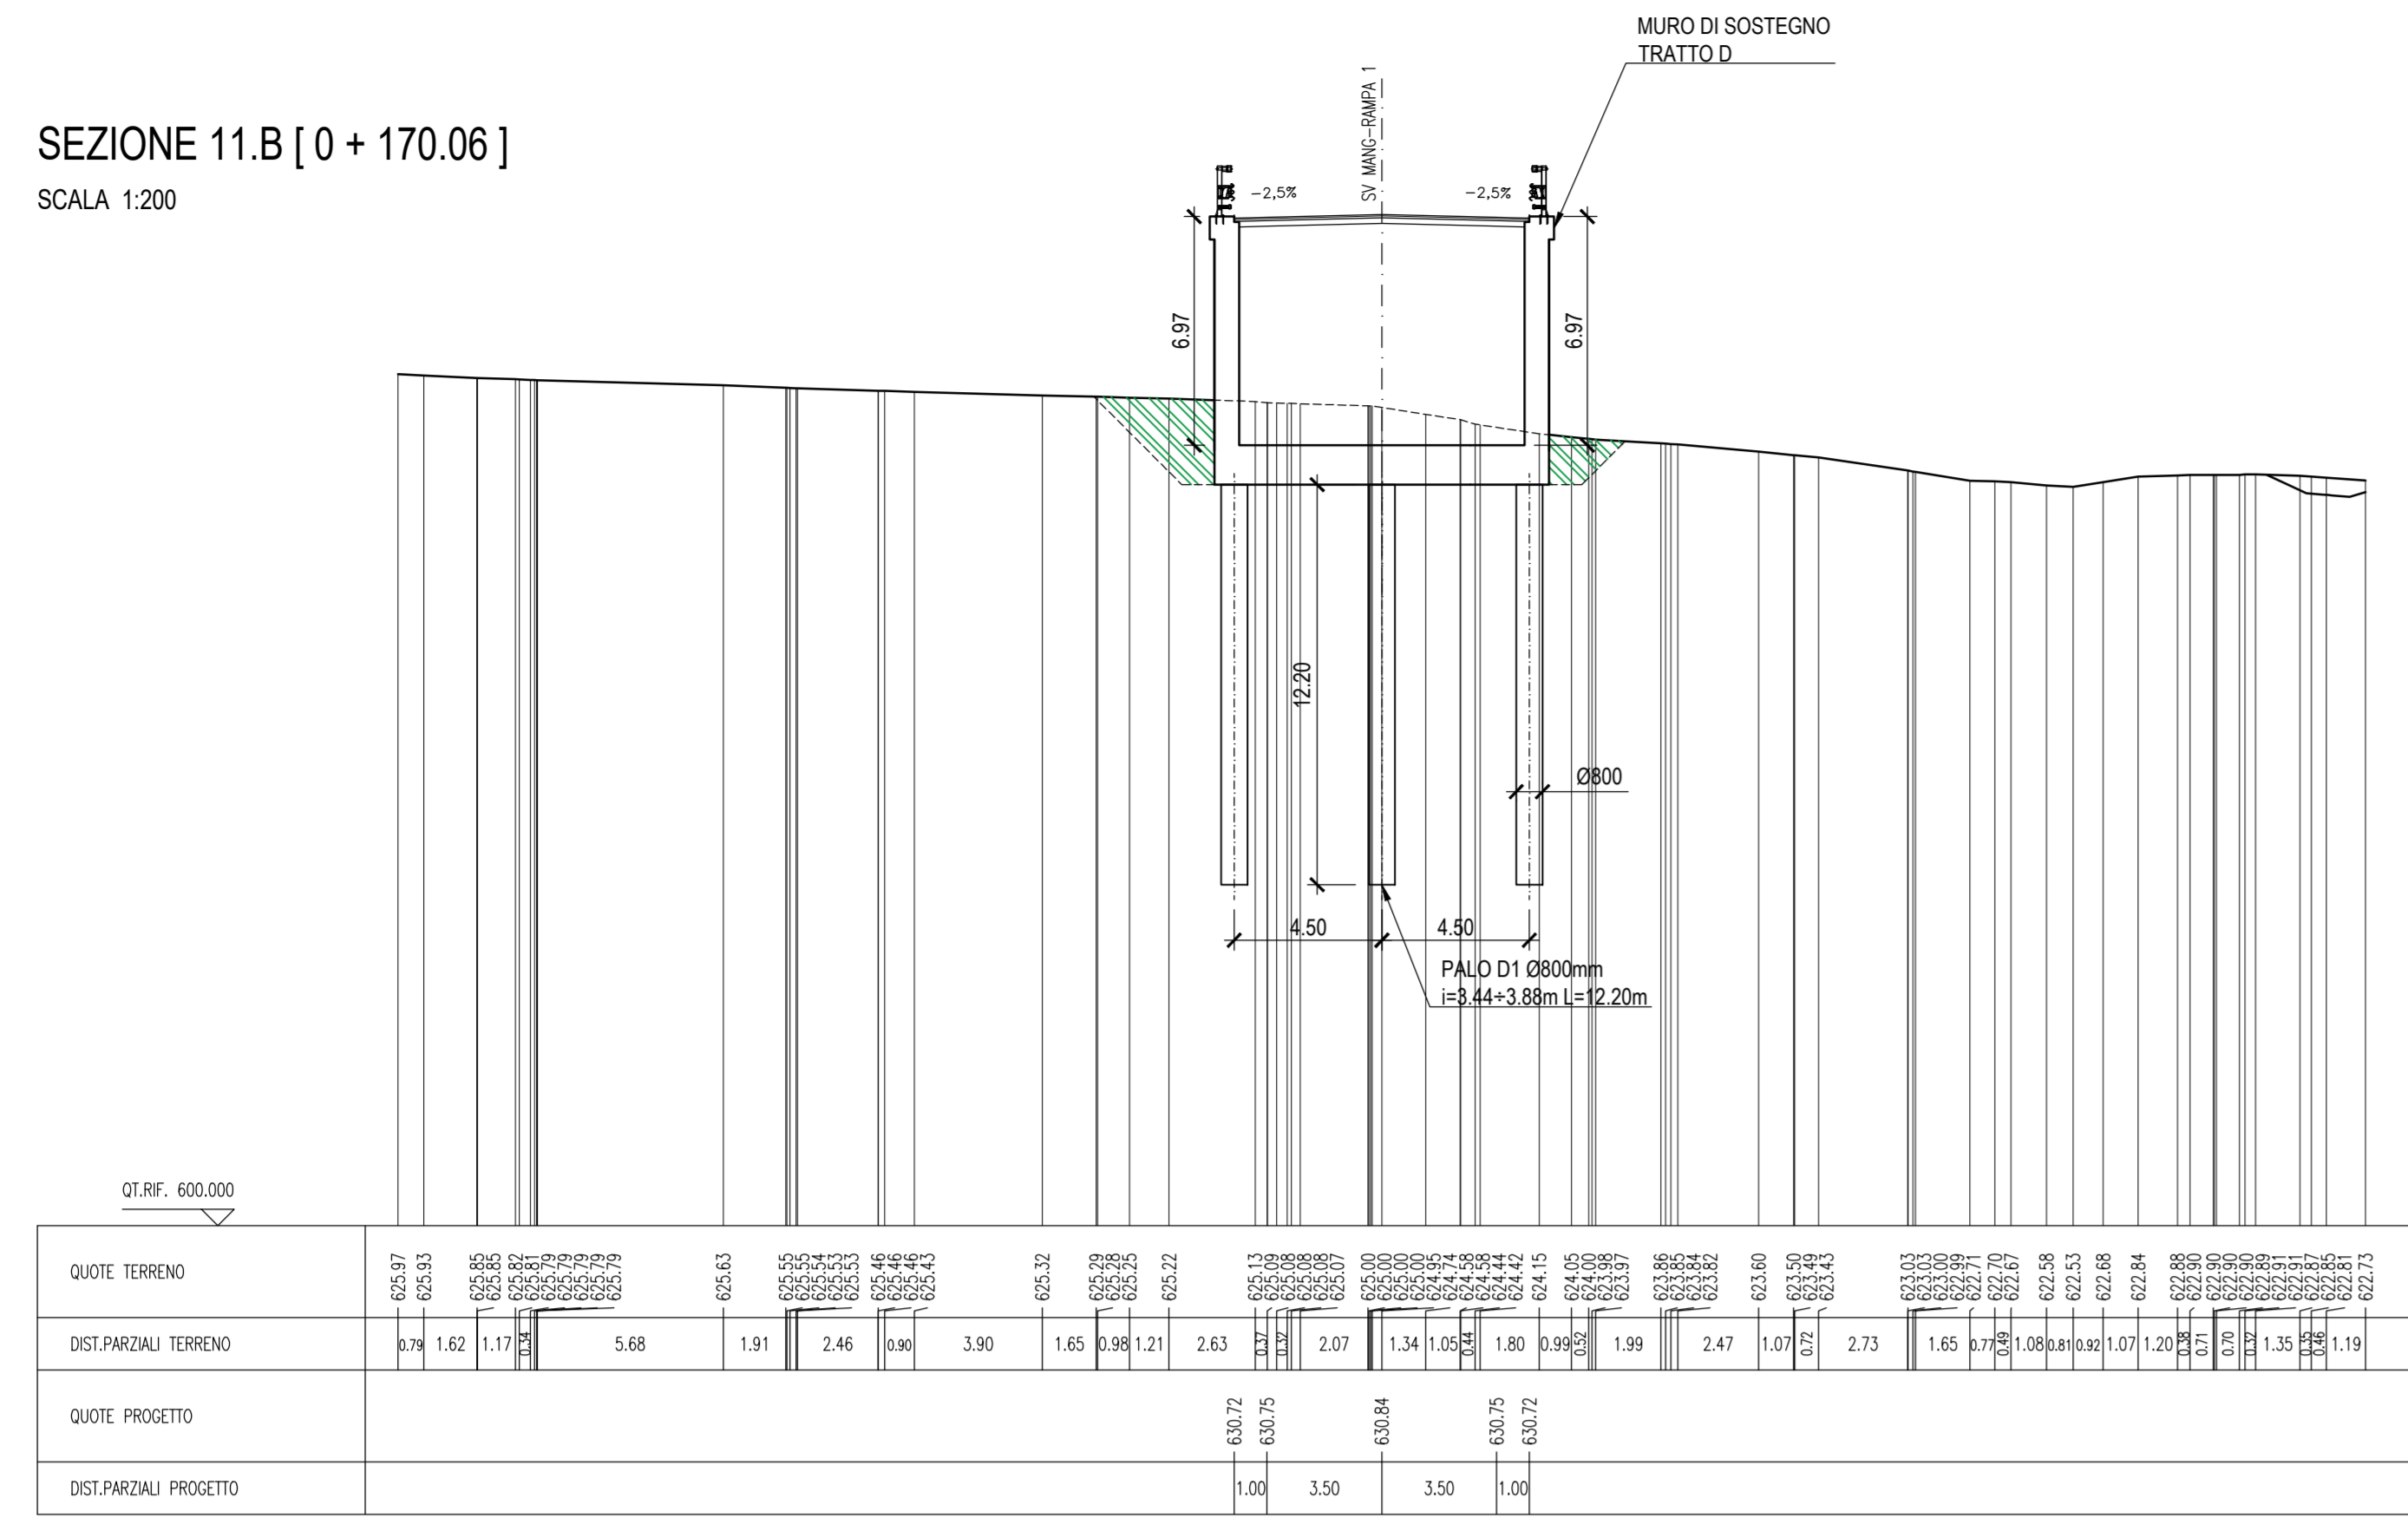 MURO DI SOSTEGNO
TRATTO D
SEZIONE 11.B [ 0 + 170.06 ]
SCALA 1:200
SV MANG-RAMPA 1
-2,5%
-2,5%
6.97
6.97
12.20
Ø800
4.50
4.50
PALO D1 Ø800mm
i=3.44÷3.88m L=12.20m
QT.RIF. 600.000
QUOTE TERRENO
625.97 625.93 625.85 625.85 625.82 625.81 625.79 625.79 625.79 625.79 625.79 625.63 625.55 625.55 625.54 625.53 625.53 625.46 625.46 625.46 625.43 625.32 625.29 625.28 625.25 625.22 625.13 625.09 625.08 625.08 625.08 625.07 625.00 625.00 625.00 625.00 624.95 624.74 624.58 624.58 624.44 624.42 624.15 624.05 624.00 623.98 623.97 623.86 623.85 623.84 623.82 623.60 623.50 623.49 623.43 623.03 623.03 623.00 622.99 622.71 622.70 622.67 622.58 622.53 622.68 622.84 622.88 622.90 622.90 622.90 622.90 622.89 622.91 622.91 622.87 622.85 622.81 622.73
DIST.PARZIALI TERRENO
0.79 1.62 1.17 0.34 5.68 1.91 2.46 0.90 3.90 1.65 0.98 1.21 2.63 0.37 0.32 2.07 1.34 1.05 0.44 1.80 0.99 0.52 1.99 2.47 1.07 0.72 2.73 1.65 0.77 0.49 1.08 0.81 0.92 1.07 1.20 0.38 0.71 0.70 0.32 1.35 0.35 0.46 1.19
QUOTE PROGETTO
630.72 630.75 630.84 630.75 630.72
DIST.PARZIALI PROGETTO
1.00 3.50 3.50 1.00